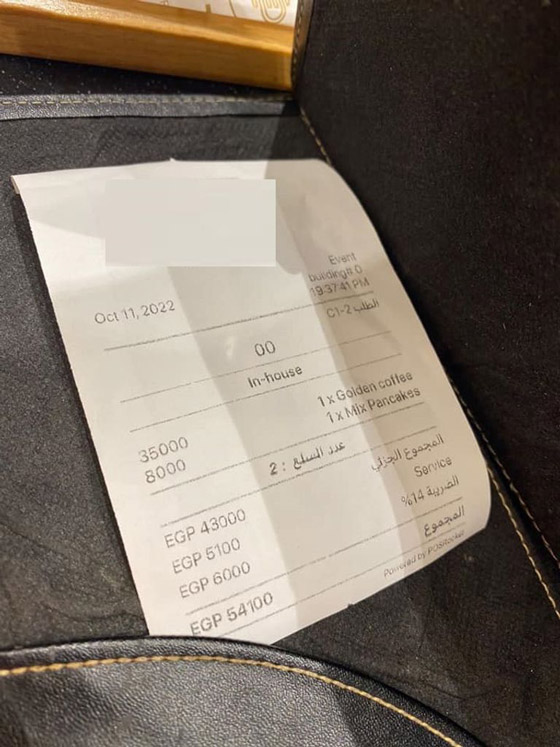 Event
building# 0
19:37:41 PM
Oct 11, 2022
الطلب C1-2
00
In-house
1 x Golden coffee 35000
1 x Mix Pancakes 8000
عدد السلع : 2
المجموع الجزئي EGP 43000
Service EGP 5100
الضريبة 14% EGP 6000
المجموع EGP 54100
Powered by POSRocket